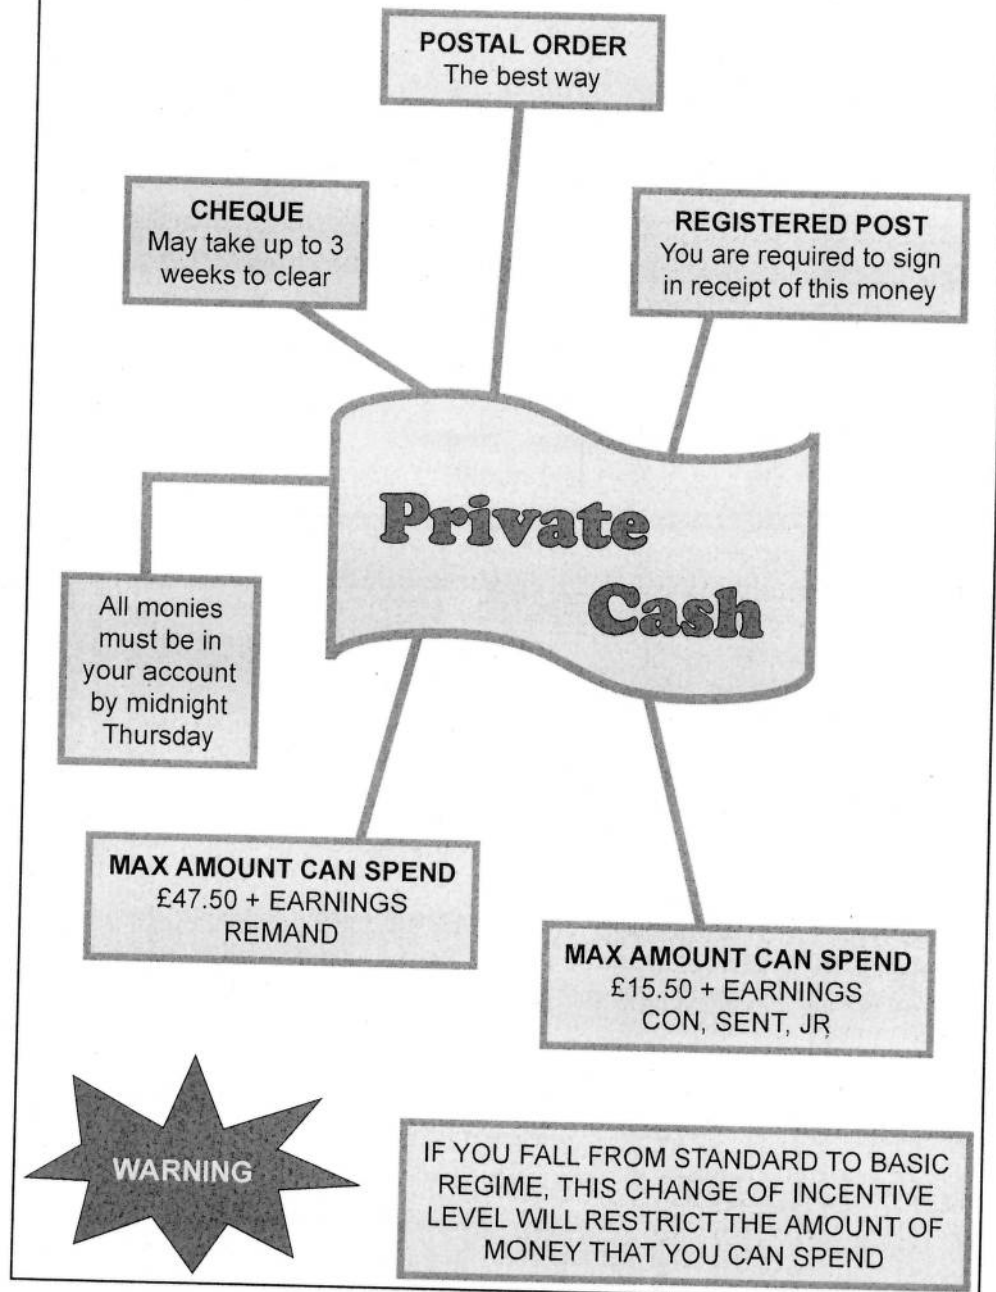 POSTAL ORDER
The best way
CHEQUE
May take up to 3
weeks to clear
REGISTERED POST
You are required to sign
in receipt of this money
Private
Cash
All monies
must be in
your account
by midnight
Thursday
MAX AMOUNT CAN SPEND
£47.50 + EARNINGS
REMAND
MAX AMOUNT CAN SPEND
£15.50 + EARNINGS
CON, SENT, JR
WARNING
IF YOU FALL FROM STANDARD TO BASIC
REGIME, THIS CHANGE OF INCENTIVE
LEVEL WILL RESTRICT THE AMOUNT OF
MONEY THAT YOU CAN SPEND